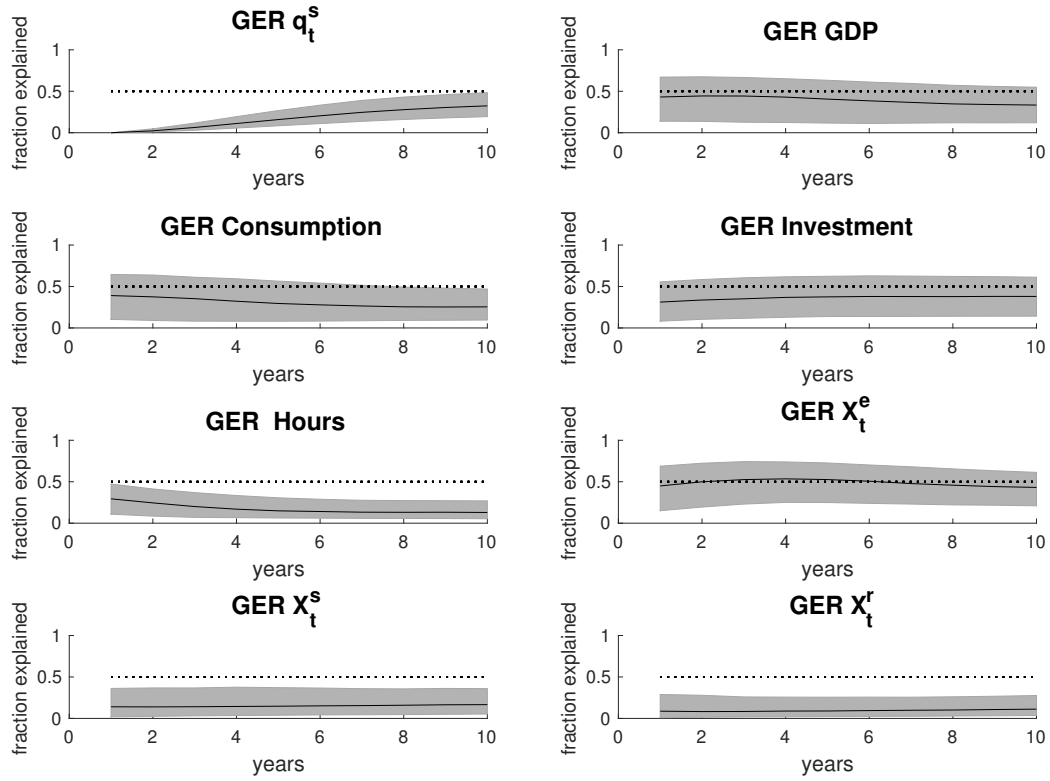 GER q_t^s
fraction explained
1
0.5
0
0 2 4 6 8 10
years
GER GDP
fraction explained
1
0.5
0
0 2 4 6 8 10
years
GER Consumption
fraction explained
1
0.5
0
0 2 4 6 8 10
years
GER Investment
fraction explained
1
0.5
0
0 2 4 6 8 10
years
GER Hours
fraction explained
1
0.5
0
0 2 4 6 8 10
years
GER X_t^e
fraction explained
1
0.5
0
0 2 4 6 8 10
years
GER X_t^s
fraction explained
1
0.5
0
0 2 4 6 8 10
years
GER X_t^r
fraction explained
1
0.5
0
0 2 4 6 8 10
years